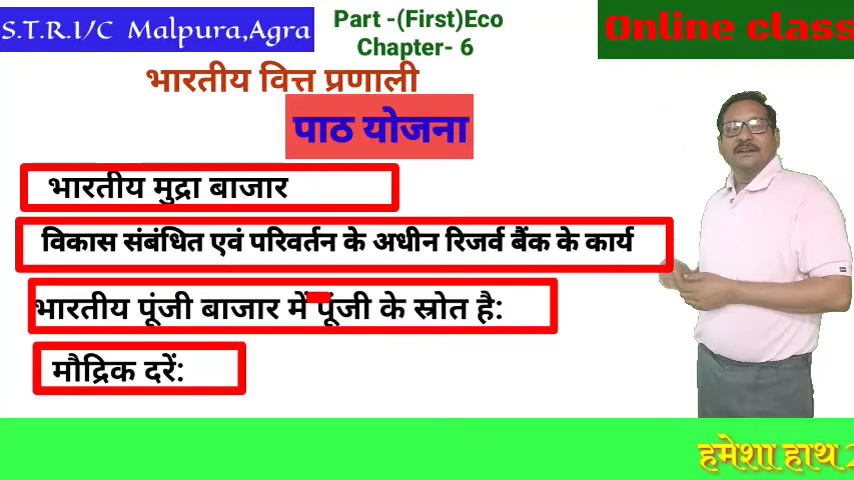 S.T.R.I/C Malpura,Agra
Part -(First)Eco
Chapter- 6
Online class
भारतीय वित्त प्रणाली
पाठ योजना
भारतीय मुद्रा बाजार
विकास संबंधित एवं परिवर्तन के अधीन रिजर्व बैंक के कार्य
भारतीय पूंजी बाजार में पूंजी के स्रोत है:
मौद्रिक दरें:
हमेशा हाथ 2